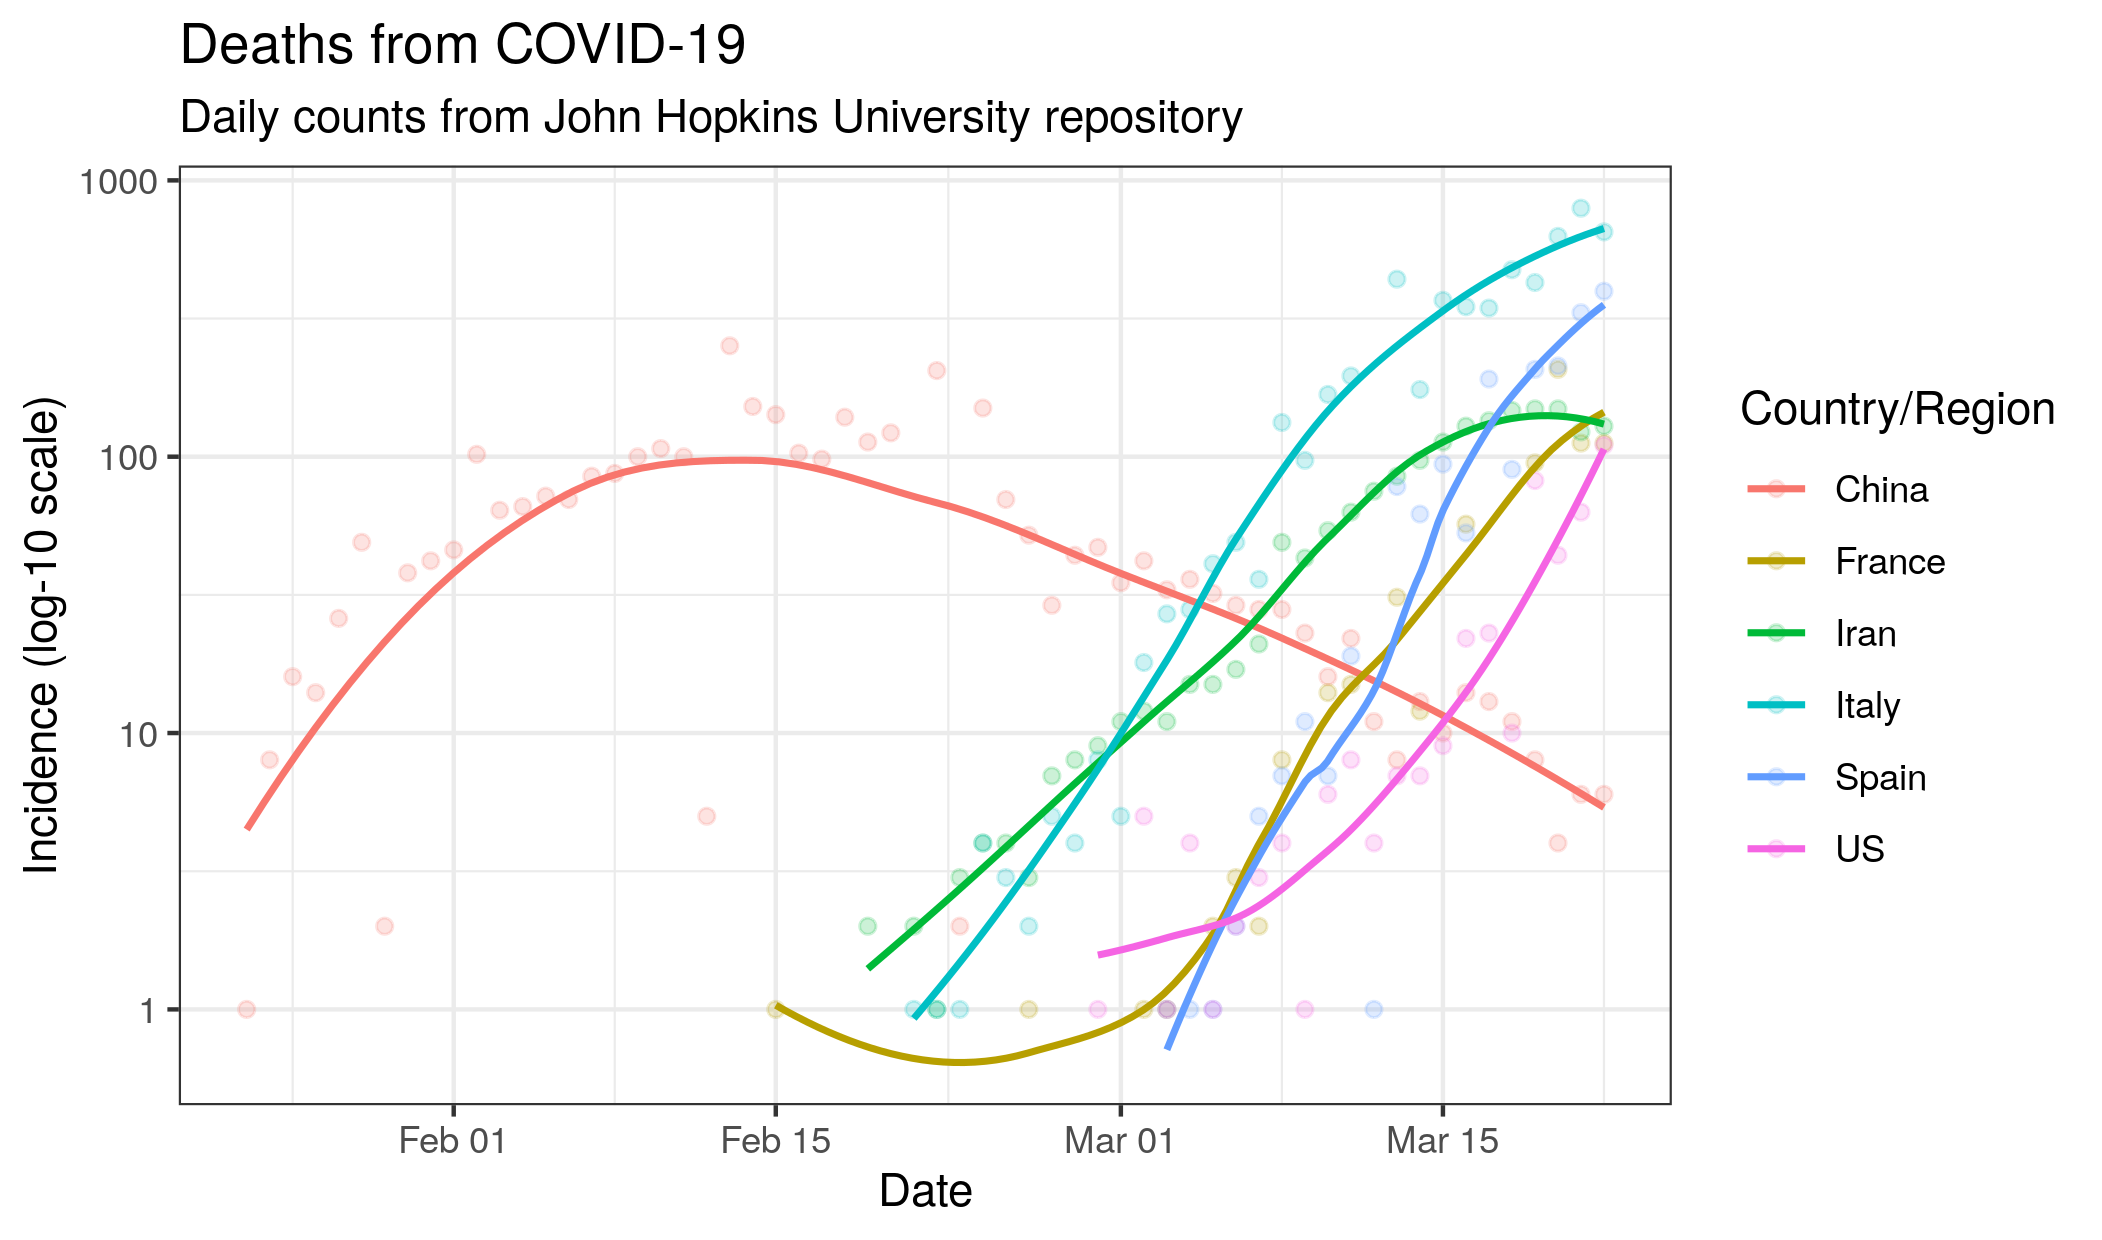 Deaths from COVID-19
Daily counts from John Hopkins University repository
1000
100
10
1
Incidence (log-10 scale)
Feb 01
Feb 15
Mar 01
Mar 15
Date
Country/Region
China
France
Iran
Italy
Spain
US